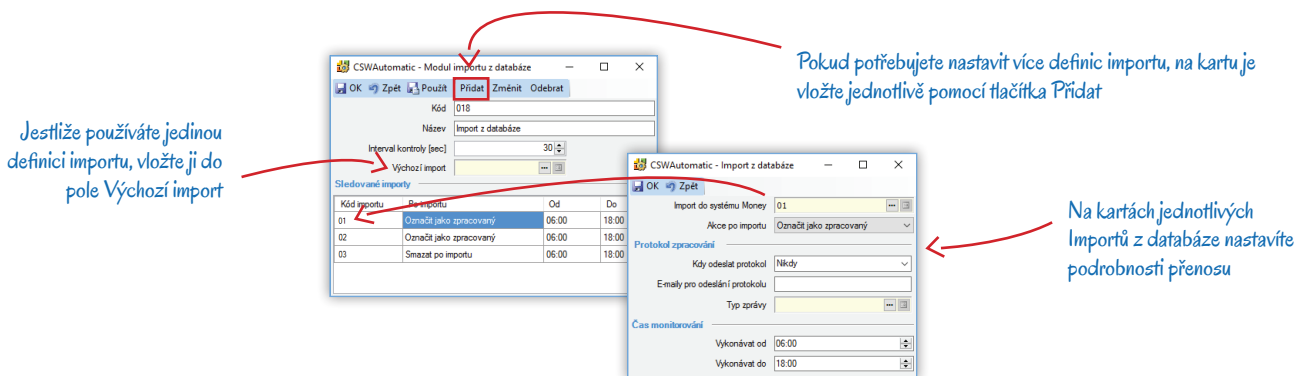 Pokud potřebujete nastavit více definic importu, na kartu je
vložte jednotlivě pomocí tlačítka Přidat
Jestliže používáte jedinou
definici importu, vložte ji do
pole Výchozí import
CSWAutomatic - Modul importu z databáze
OK Zpět Použít Přidat Změnit Odebrat
Kód 018
Název Import z databáze
Interval kontroly [sec] 30
Výchozí import
Sledované importy
Kód importu Po importu Od Do
01 Označit jako zpracovaný 06:00 18:00
02 Označit jako zpracovaný 06:00 18:00
03 Smazat po importu 06:00 18:00
CSWAutomatic - Import z databáze
OK Zpět
Import do systému Money 01
Akce po importu Označit jako zpracovaný
Protokol zpracování
Kdy odeslat protokol Nikdy
E-maily pro odeslání protokolu
Typ zprávy
Čas monitorování
Vykonávat od 06:00
Vykonávat do 18:00
Na kartách jednotlivých
Importů z databáze nastavíte
podrobnosti přenosu